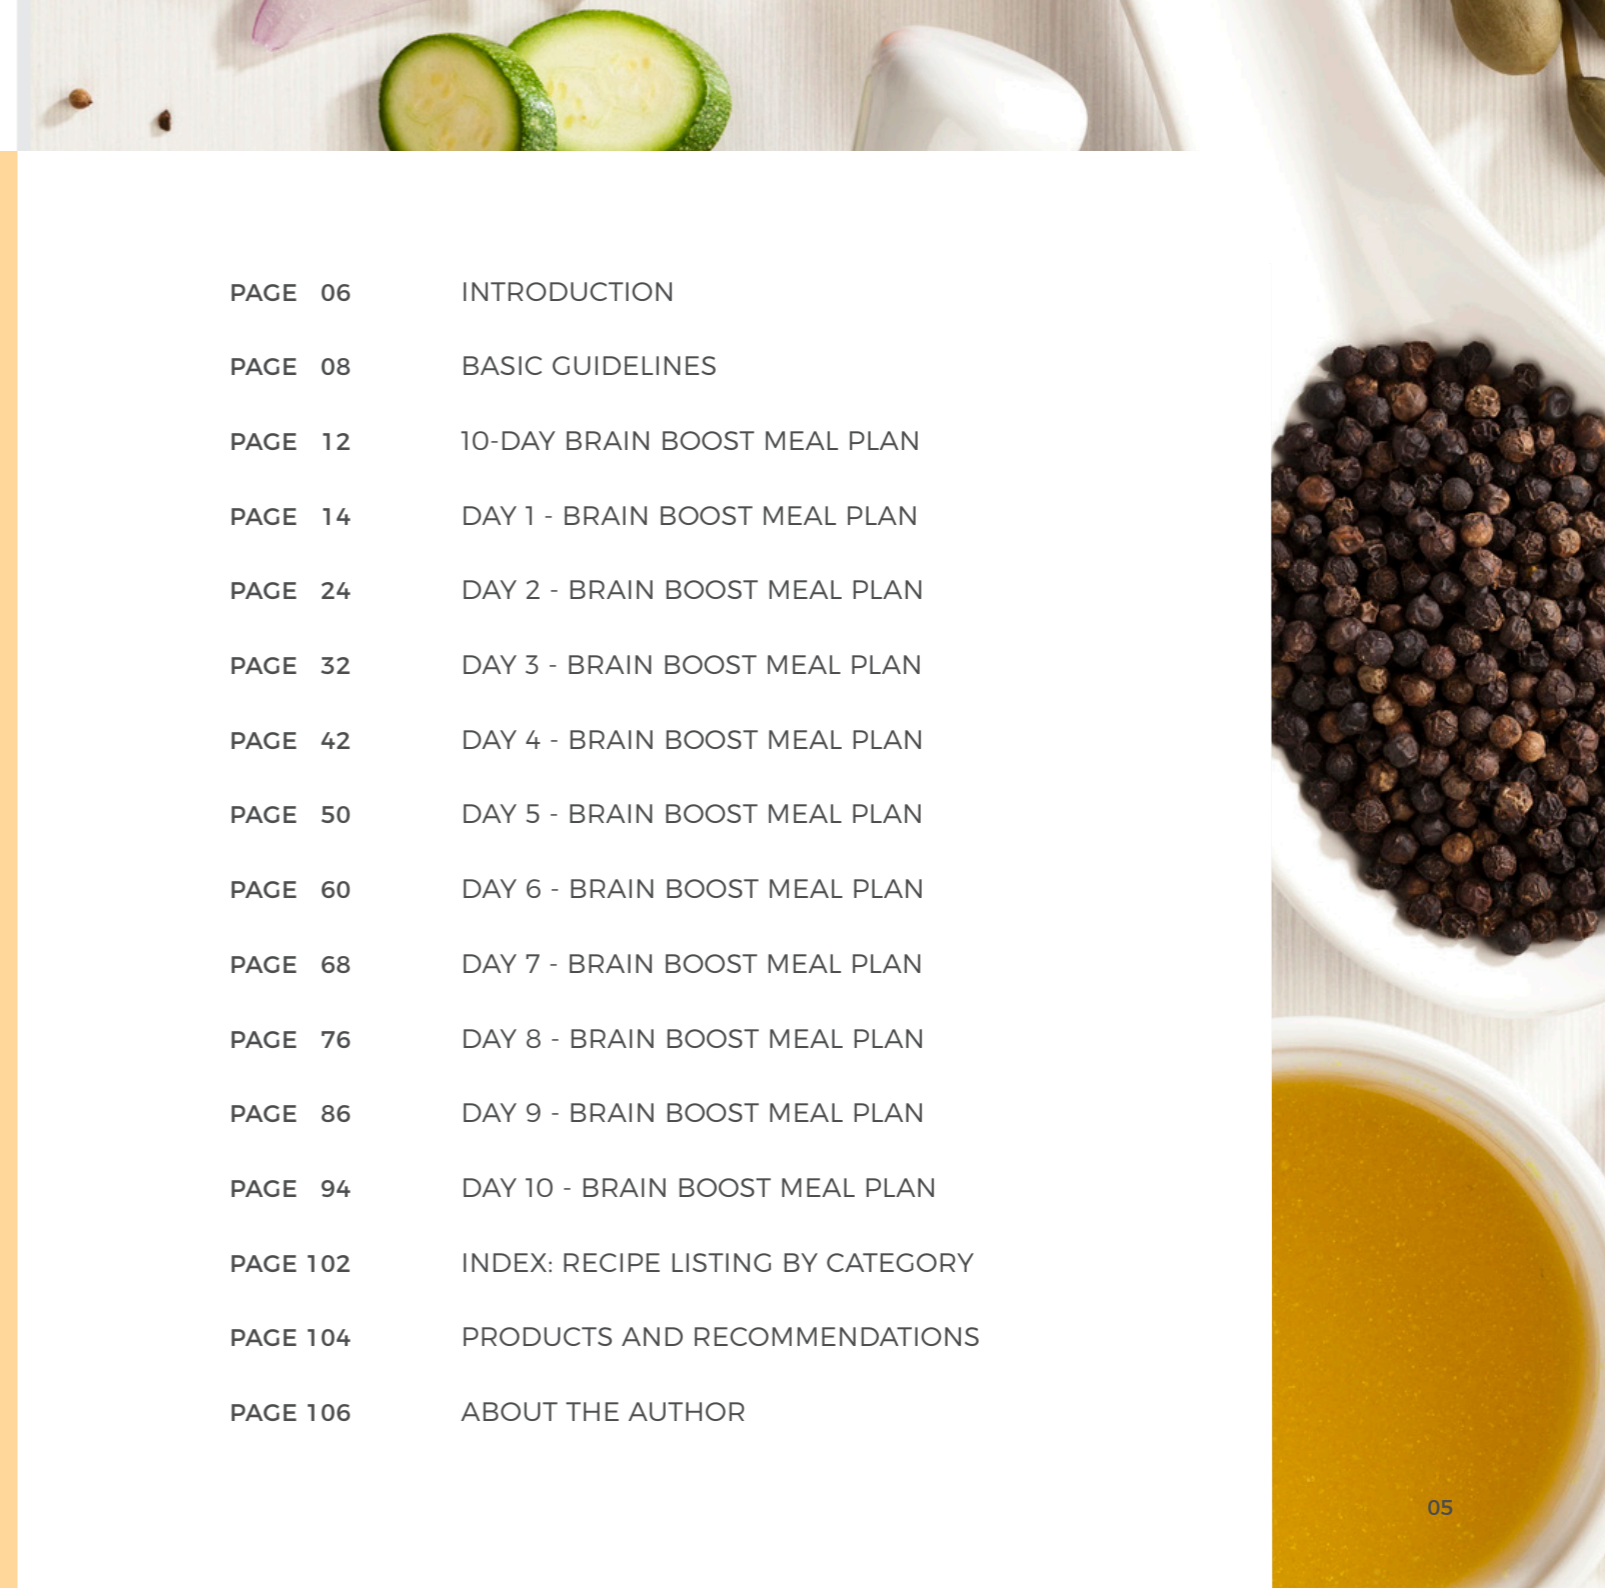 PAGE 06 INTRODUCTION
PAGE 08 BASIC GUIDELINES
PAGE 12 10-DAY BRAIN BOOST MEAL PLAN
PAGE 14 DAY 1 - BRAIN BOOST MEAL PLAN
PAGE 24 DAY 2 - BRAIN BOOST MEAL PLAN
PAGE 32 DAY 3 - BRAIN BOOST MEAL PLAN
PAGE 42 DAY 4 - BRAIN BOOST MEAL PLAN
PAGE 50 DAY 5 - BRAIN BOOST MEAL PLAN
PAGE 60 DAY 6 - BRAIN BOOST MEAL PLAN
PAGE 68 DAY 7 - BRAIN BOOST MEAL PLAN
PAGE 76 DAY 8 - BRAIN BOOST MEAL PLAN
PAGE 86 DAY 9 - BRAIN BOOST MEAL PLAN
PAGE 94 DAY 10 - BRAIN BOOST MEAL PLAN
PAGE 102 INDEX: RECIPE LISTING BY CATEGORY
PAGE 104 PRODUCTS AND RECOMMENDATIONS
PAGE 106 ABOUT THE AUTHOR
05